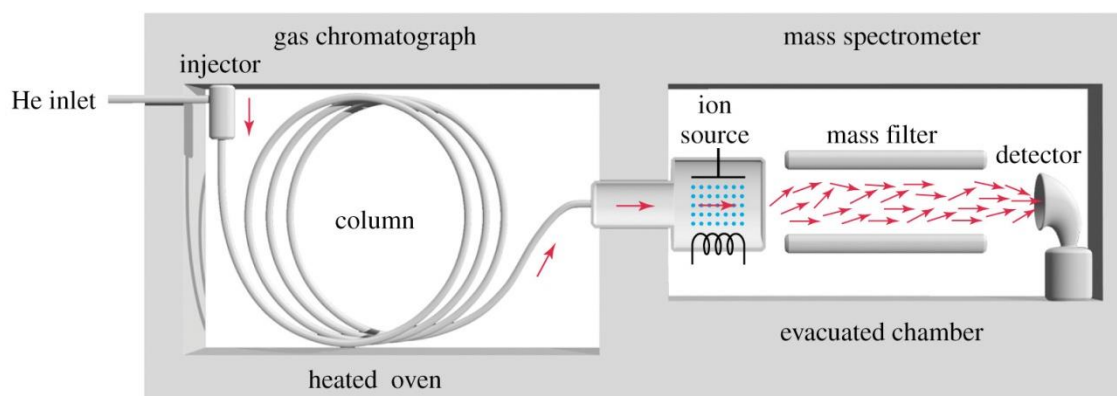 gas chromatograph
mass spectrometer
injector
He inlet
ion
source
mass filter
detector
column
evacuated chamber
heated oven